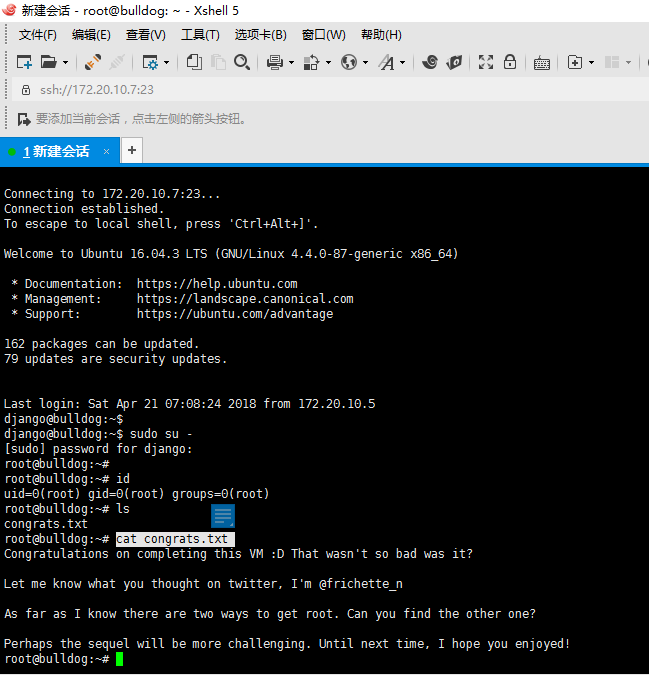 新建会话 - root@bulldog: ~ - Xshell 5
文件(F) 编辑(E) 查看(V) 工具(T) 选项卡(B) 窗口(W) 帮助(H)
ssh://172.20.10.7:23
要添加当前会话，点击左侧的箭头按钮。
1 新建会话 × +
Connecting to 172.20.10.7:23...
Connection established.
To escape to local shell, press 'Ctrl+Alt+]'.
Welcome to Ubuntu 16.04.3 LTS (GNU/Linux 4.4.0-87-generic x86_64)
* Documentation: https://help.ubuntu.com
* Management: https://landscape.canonical.com
* Support: https://ubuntu.com/advantage
162 packages can be updated.
79 updates are security updates.
Last login: Sat Apr 21 07:08:24 2018 from 172.20.10.5
django@bulldog:~$
django@bulldog:~$ sudo su -
[sudo] password for django:
root@bulldog:~#
root@bulldog:~# id
uid=0(root) gid=0(root) groups=0(root)
root@bulldog:~# ls
congrats.txt
root@bulldog:~# cat congrats.txt
Congratulations on completing this VM :D That wasn't so bad was it?
Let me know what you thought on twitter, I'm @frichette_n
As far as I know there are two ways to get root. Can you find the other one?
Perhaps the sequel will be more challenging. Until next time, I hope you enjoyed!
root@bulldog:~#